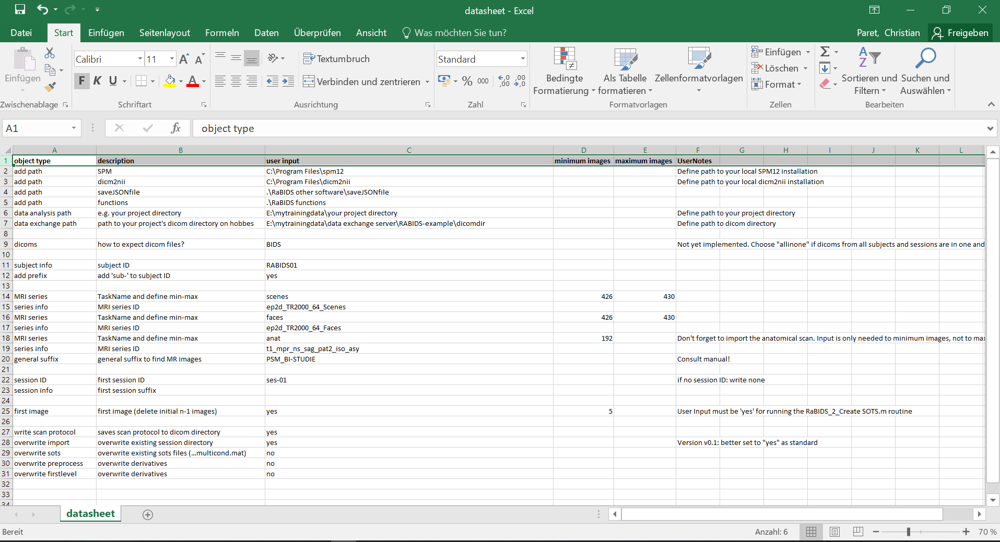 datasheet - Excel
Datei Start Einfügen Seitenlayout Formeln Daten Überprüfen Ansicht Was möchten Sie tun? Paret, Christian Freigeben
Einfügen
Zwischenablage
Calibri 11 A A
F K U A
Schriftart
Textumbruch
Verbinden und zentrieren
Ausrichtung
Standard
% 000 ,0 ,00 ,00 ,0
Zahl
Bedingte Formatierung
Als Tabelle formatieren
Zellenformatvorlagen
Formatvorlagen
Einfügen
Löschen
Format
Zellen
Σ
A Z
Sortieren und Filtern
Suchen und Auswählen
Bearbeiten
A1 fx object type
A B C D E F G H I J K L
1 object type description user input minimum images maximum images UserNotes
2 add path SPM C:\Program Files\spm12 Define path to your local SPM12 installation
3 add path dicm2nii C:\Program Files\dicm2nii Define path to your local dicm2nii installation
4 add path saveJSONfile .\RaBIDS other software\saveJSONfile
5 add path functions .\RaBIDS functions
6 data analysis path e.g. your project directory E:\mytrainingdata\your project directory Define path to your project directory
7 data exchange path path to your project's dicom directory on hobbes E:\mytrainingdata\data exchange server\RABIDS-example\dicomdir Define path to dicom directory
8
9 dicoms how to expect dicom files? BIDS Not yet implemented. Choose "allinone" if dicoms from all subjects and sessions are in one and
10
11 subject info subject ID RABIDS01
12 add prefix add 'sub-' to subject ID yes
13
14 MRI series TaskName and define min-max scenes 426 430
15 series info MRI series ID ep2d_TR2000_64_Scenes
16 MRI series TaskName and define min-max faces 426 430
17 series info MRI series ID ep2d_TR2000_64_Faces
18 MRI series TaskName and define min-max anat 192 Don't forget to import the anatomical scan. Input is only needed to minimum images, not to ma
19 series info MRI series ID t1_mpr_ns_sag_pat2_iso_asy
20 general suffix general suffix to find MR images PSM_BI-STUDIE Consult manual!
21
22 session ID first session ID ses-01 if no session ID: write none
23 session info first session suffix
24
25 first image first image (delete initial n-1 images) yes 5 User Input must be 'yes' for running the RaBIDS_2_Create SOTS.m routine
26
27 write scan protocol saves scan protocol to dicom directory yes
28 overwrite import overwrite existing session directory yes Version v0.1: better set to "yes" as standard
29 overwrite sots overwrite existing sots files (...multicond.mat) no
30 overwrite preprocess overwrite derivatives no
31 overwrite firstlevel overwrite derivatives no
32
33
34
datasheet
Bereit Anzahl: 6 70 %